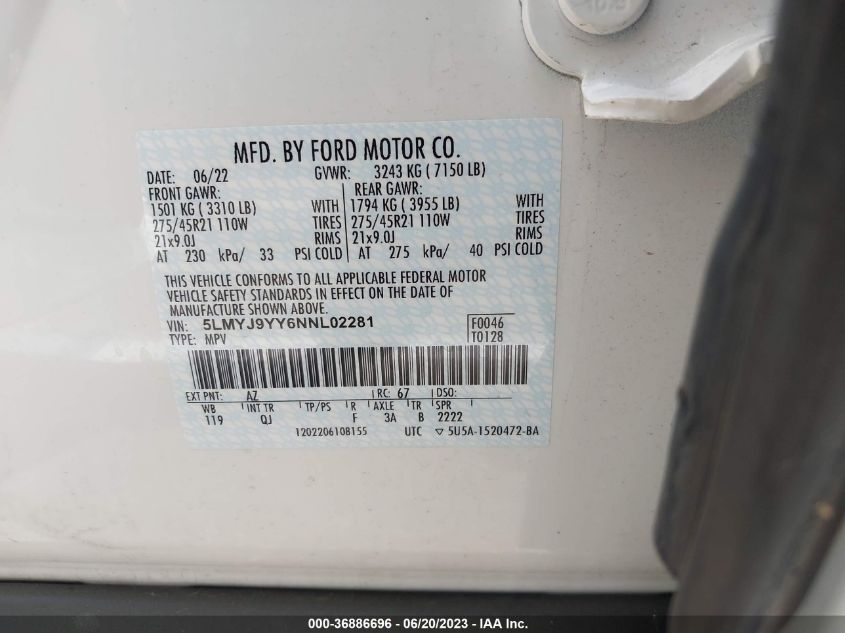 MFD. BY FORD MOTOR CO.
DATE: 06/22 GVWR: 3243 KG ( 7150 LB)
FRONT GAWR: REAR GAWR:
1501 KG ( 3310 LB) WITH 1794 KG ( 3955 LB) WITH
275/45R21 110W TIRES 275/45R21 110W TIRES
21x9.0J RIMS 21x9.0J RIMS
AT 230 kPa/ 33 PSI COLD AT 275 kPa/ 40 PSI COLD
THIS VEHICLE CONFORMS TO ALL APPLICABLE FEDERAL MOTOR
VEHICLE SAFETY STANDARDS IN EFFECT ON THE DATE OF
MANUFACTURE SHOWN ABOVE.
VIN: 5LMYJ9YY6NNL02281 F0046
TYPE: MPV T0128
EXT PNT: AZ RC: 67 DSO:
WB INT TR TP/PS R AXLE TR SPR
119 QJ F 3A B 2222
1202206108155 UTC ▽ 5U5A-1520472-BA
000-36886696 - 06/20/2023 - IAAI Inc.